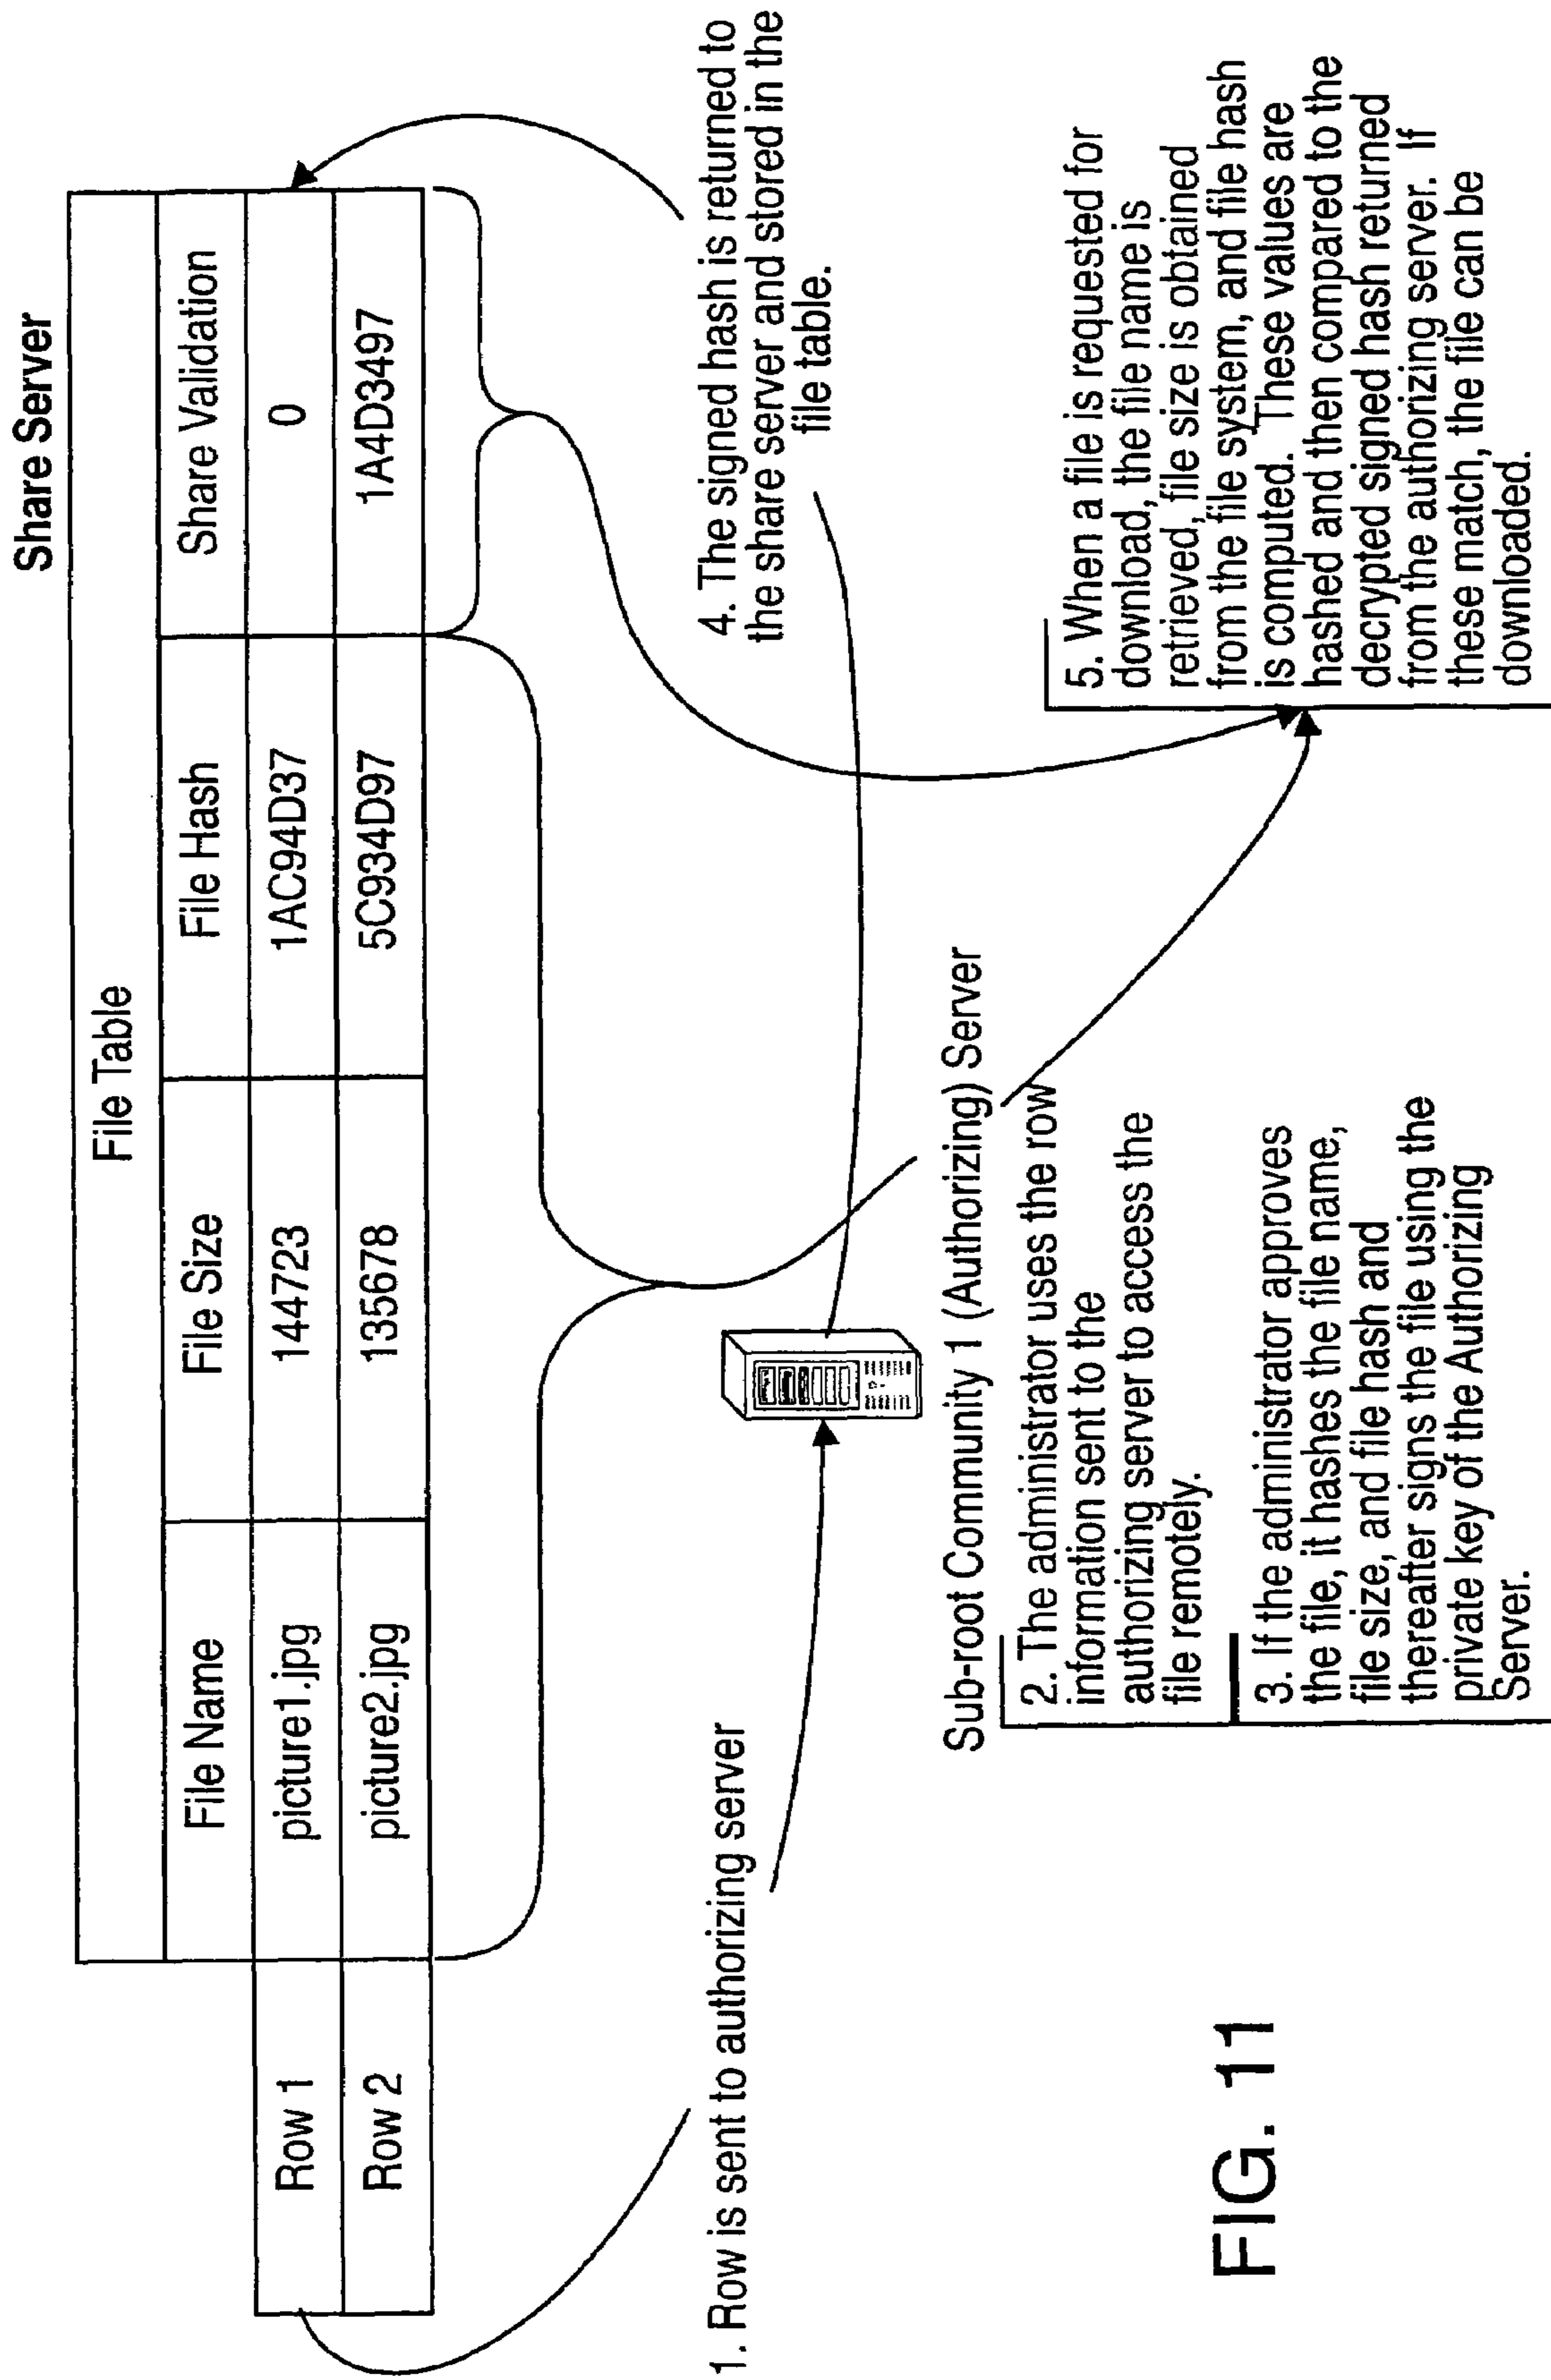 Share Server
File Table
File Name File Size File Hash Share Validation
Row 1 picture1.jpg 144723 1AC94D37 0
Row 2 picture2.jpg 135678 5C934D97 1A4D3497
1. Row is sent to authorizing server
4. The signed hash is returned to
the share server and stored in the
file table.
Sub-root Community 1 (Authorizing) Server
2. The administrator uses the row
information sent to the
authorizing server to access the
file remotely.
3. If the administrator approves
the file, it hashes the file name,
file size, and file hash and
thereafter signs the file using the
private key of the Authorizing
Server.
5. When a file is requested for
download, the file name is
retrieved, file size is obtained
from the file system, and file hash
is computed. These values are
hashed and then compared to the
decrypted signed hash returned
from the authorizing server. If
these match, the file can be
downloaded.
FIG. 11